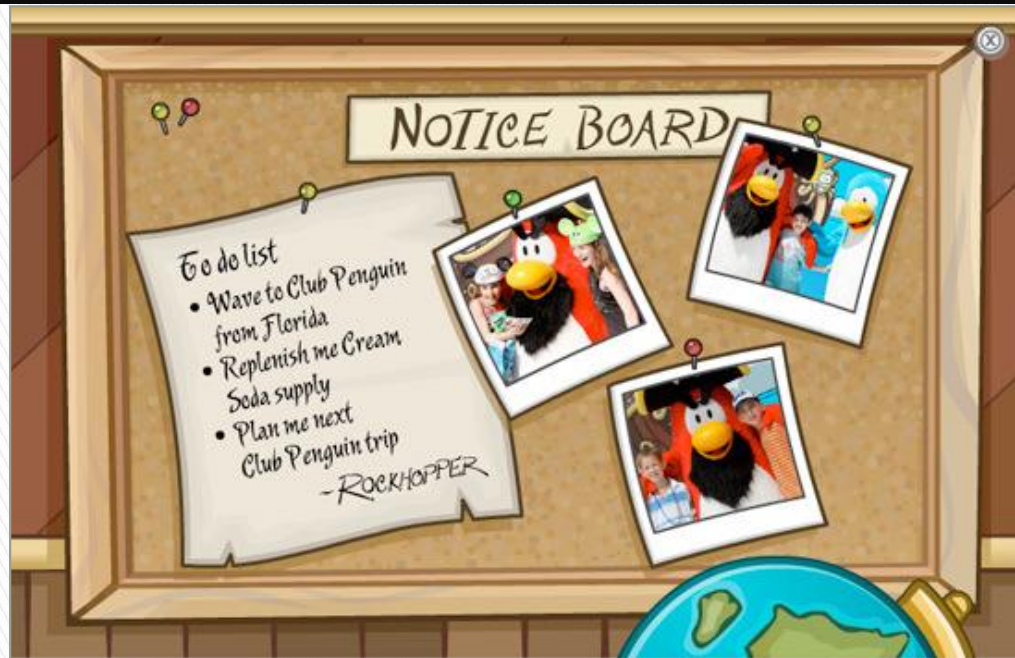 NOTICE BOARD
To do list
• Wave to Club Penguin
from Florida
• Replenish me Cream
Soda supply
• Plan me next
Club Penguin trip
~ROCKHOPPER
X